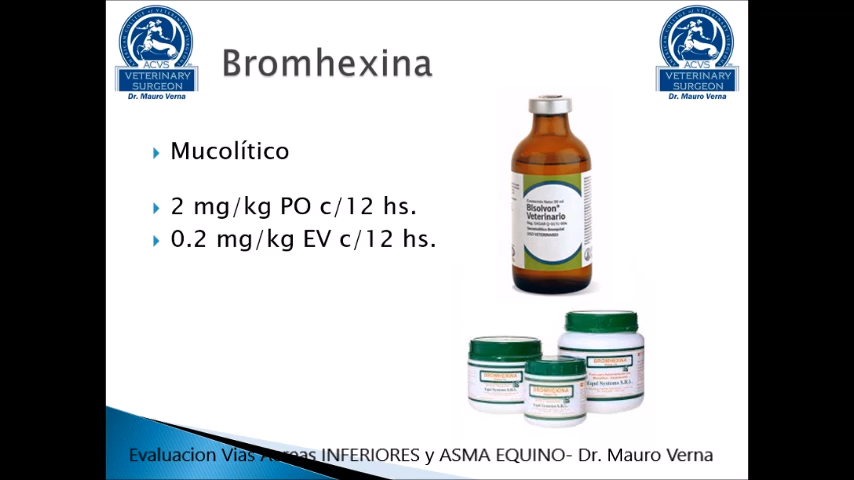 ACVS
VETERINARY
SURGEON
Dr. Mauro Verna
Bromhexina
ACVS
VETERINARY
SURGEON
Dr. Mauro Verna
Mucolítico
2 mg/kg PO c/12 hs.
0.2 mg/kg EV c/12 hs.
Bisolvon®
Veterinario
BROMHEXINA
BROMHEXINA
BROMHEXINA
Equi Systems S.R.L.
Evaluacion Vias Aereas INFERIORES y ASMA EQUINO- Dr. Mauro Verna